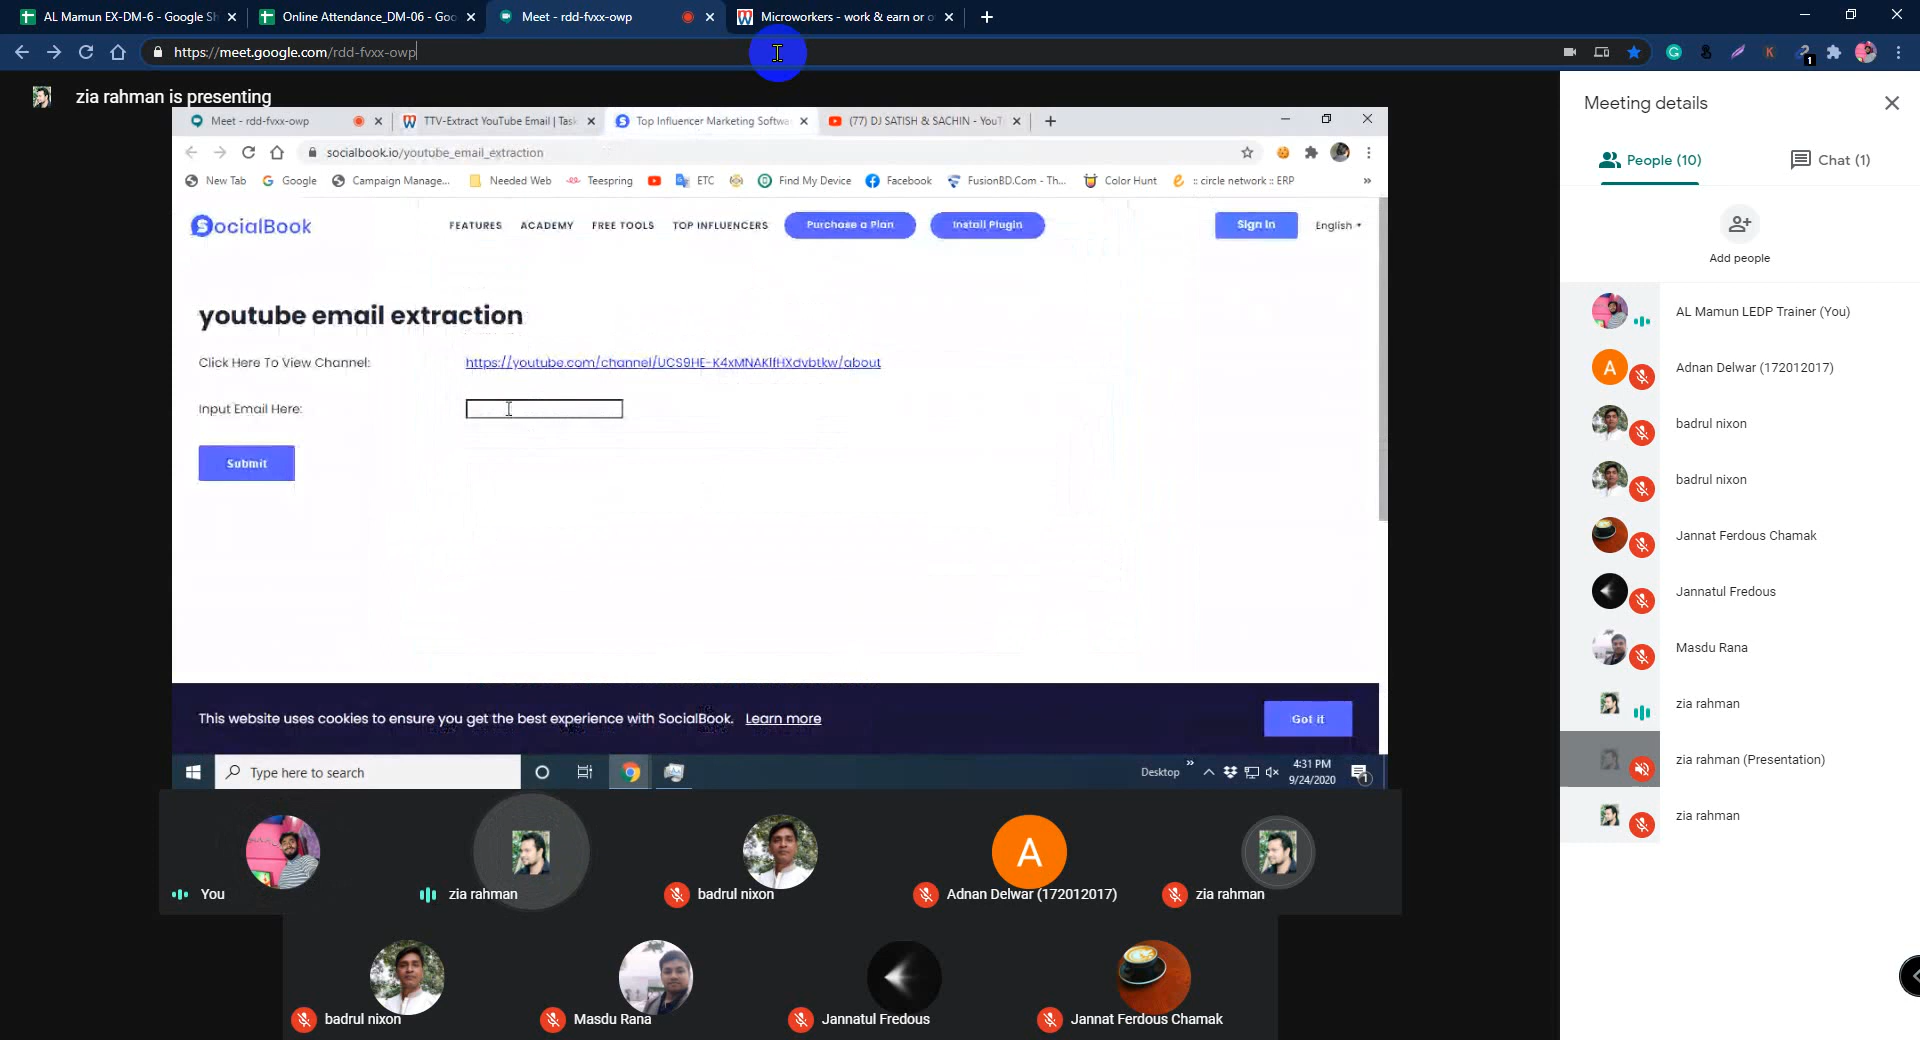 AL Mamun EX-DM-6 - Google Sh
Online Attendance_DM-06 - Goo
Meet - rdd-fvxx-owp
Microworkers - work & earn or o
https://meet.google.com/rdd-fvxx-owp
1
zia rahman is presenting
Meet - rdd-fvxx-owp
TTV-Extract YouTube Email | Task
Top Influencer Marketing Softwa
(77) DJ SATISH & SACHIN - YouT
socialbook.io/youtube_email_extraction
New Tab
Google
Campaign Manage...
Needed Web
Teespring
ETC
Find My Device
Facebook
FusionBD.Com - Th...
Color Hunt
:: circle network :: ERP
»
SocialBook
FEATURES
ACADEMY
FREE TOOLS
TOP INFLUENCERS
Purchase a Plan
Install Plugin
Sign In
English
youtube email extraction
Click Here To View Channel:
https://youtube.com/channel/UCS9HE-K4xMNAKlfHXdvbtkw/about
Input Email Here:
Submit
This website uses cookies to ensure you get the best experience with SocialBook. Learn more
Got it
Type here to search
Desktop
»
4:31 PM
9/24/2020
1
You
zia rahman
badrul nixon
A
Adnan Delwar (172012017)
zia rahman
badrul nixon
Masdu Rana
Jannatul Fredous
Jannat Ferdous Chamak
Meeting details
People (10)
Chat (1)
Add people
AL Mamun LEDP Trainer (You)
A
Adnan Delwar (172012017)
badrul nixon
badrul nixon
Jannat Ferdous Chamak
Jannatul Fredous
Masdu Rana
zia rahman
zia rahman (Presentation)
zia rahman